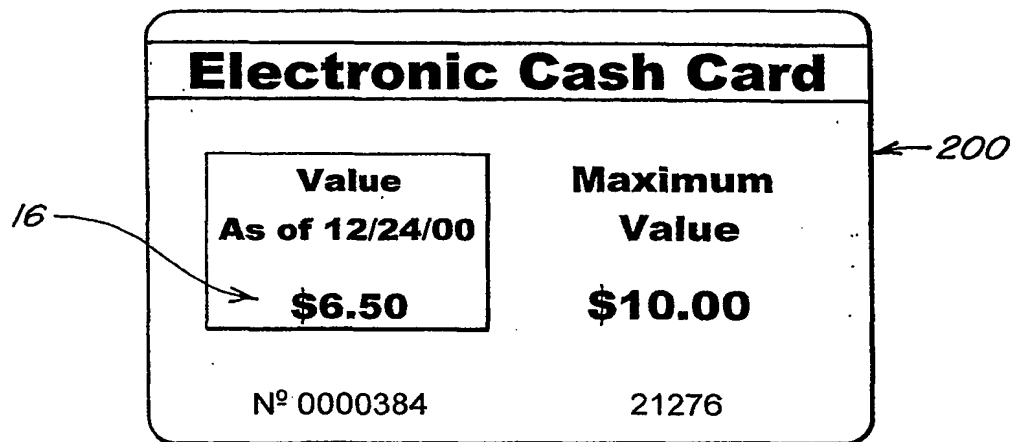 Electronic Cash Card
200
16
Value
As of 12/24/00
$6.50
Maximum
Value
$10.00
Nº 0000384
21276